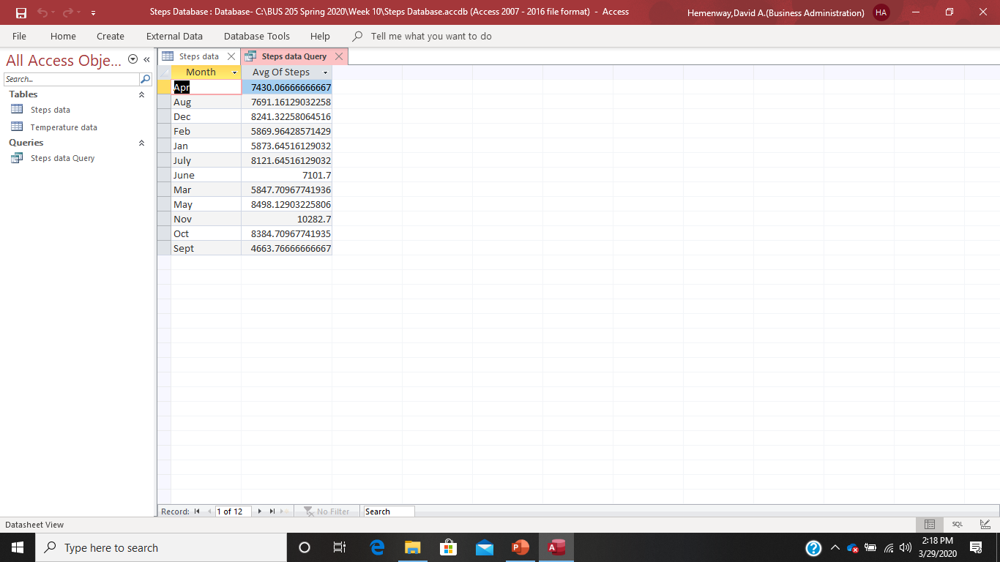 Steps Database : Database- C:\BUS 205 Spring 2020\Week 10\Steps Database.accdb (Access 2007 - 2016 file format) - Access
Hemenway,David A.(Business Administration) HA
File Home Create External Data Database Tools Help Tell me what you want to do
All Access Obje... «
Search...
Tables
Steps data
Temperature data
Queries
Steps data Query
Steps data Steps data Query
Month Avg Of Steps
Apr 7430.06666666667
Aug 7691.16129032258
Dec 8241.32258064516
Feb 5869.96428571429
Jan 5873.64516129032
July 8121.64516129032
June 7101.7
Mar 5847.70967741936
May 8498.12903225806
Nov 10282.7
Oct 8384.70967741935
Sept 4663.76666666667
Record: 1 of 12 No Filter Search
Datasheet View SQL
Type here to search
2:18 PM
3/29/2020